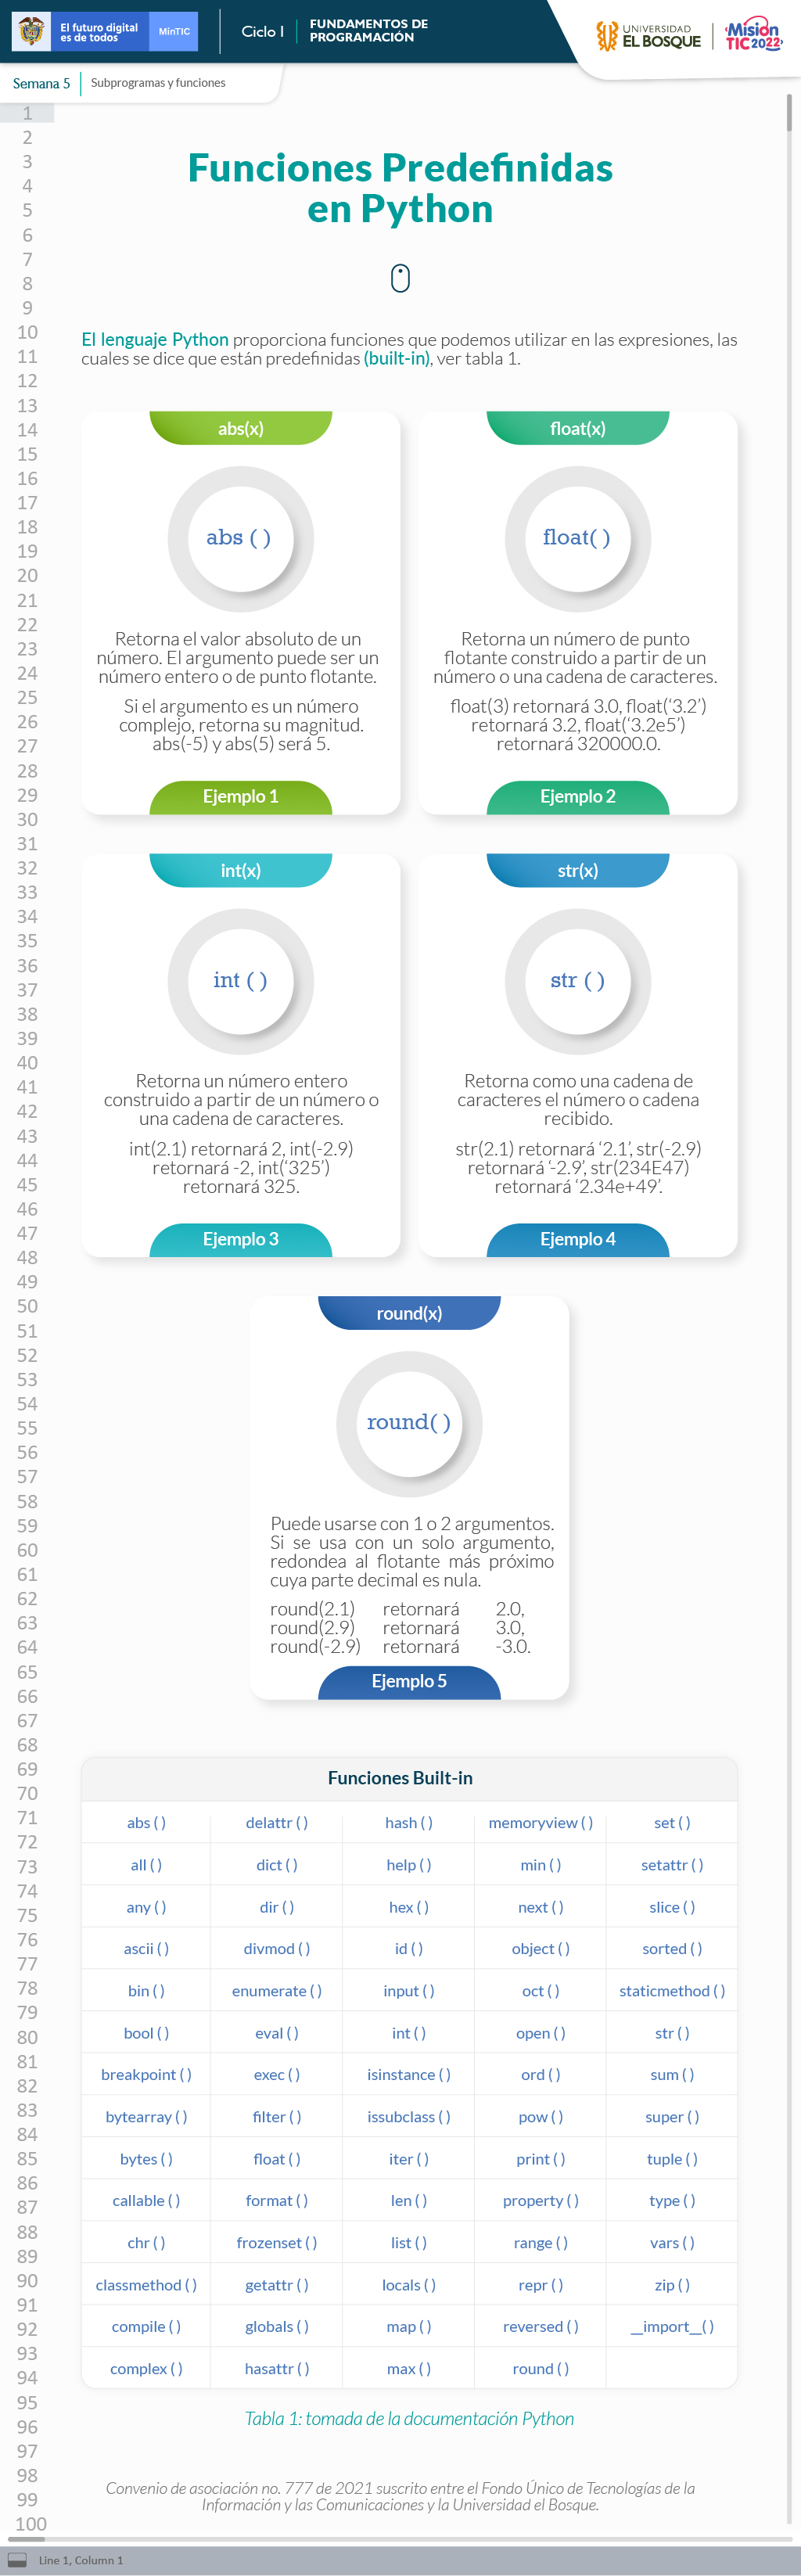 El futuro digital
es de todos
MinTIC
Ciclo I
FUNDAMENTOS DE
PROGRAMACIÓN
UNIVERSIDAD
EL BOSQUE
Misión
TIC2022
Semana 5
Subprogramas y funciones
1
2
3
4
5
6
7
8
9
10
11
12
13
14
15
16
17
18
19
20
21
22
23
24
25
26
27
28
29
30
31
32
33
34
35
36
37
38
39
40
41
42
43
44
45
46
47
48
49
50
51
52
53
54
55
56
57
58
59
60
61
62
63
64
65
66
67
68
69
70
71
72
73
74
75
76
77
78
79
80
81
82
83
84
85
86
87
88
89
90
91
92
93
94
95
96
97
98
99
100
Funciones Predefinidas
en Python
El lenguaje Python proporciona funciones que podemos utilizar en las expresiones, las
cuales se dice que están predefinidas (built-in), ver tabla 1.
abs(x)
abs ( )
Retorna el valor absoluto de un
número. El argumento puede ser un
número entero o de punto flotante.
Si el argumento es un número
complejo, retorna su magnitud.
abs(-5) y abs(5) será 5.
Ejemplo 1
float(x)
float( )
Retorna un número de punto
flotante construido a partir de un
número o una cadena de caracteres.
float(3) retornará 3.0, float(‘3.2’)
retornará 3.2, float(‘3.2e5’)
retornará 320000.0.
Ejemplo 2
int(x)
int ( )
Retorna un número entero
construido a partir de un número o
una cadena de caracteres.
int(2.1) retornará 2, int(-2.9)
retornará -2, int(‘325’)
retornará 325.
Ejemplo 3
str(x)
str ( )
Retorna como una cadena de
caracteres el número o cadena
recibido.
str(2.1) retornará ‘2.1’, str(-2.9)
retornará ‘-2.9’, str(234E47)
retornará ‘2.34e+49’.
Ejemplo 4
round(x)
round( )
Puede usarse con 1 o 2 argumentos.
Si se usa con un solo argumento,
redondea al flotante más próximo
cuya parte decimal es nula.
round(2.1) retornará 2.0,
round(2.9) retornará 3.0,
round(-2.9) retornará -3.0.
Ejemplo 5
Funciones Built-in
abs ( ) delattr ( ) hash ( ) memoryview ( ) set ( )
all ( ) dict ( ) help ( ) min ( ) setattr ( )
any ( ) dir ( ) hex ( ) next ( ) slice ( )
ascii ( ) divmod ( ) id ( ) object ( ) sorted ( )
bin ( ) enumerate ( ) input ( ) oct ( ) staticmethod ( )
bool ( ) eval ( ) int ( ) open ( ) str ( )
breakpoint ( ) exec ( ) isinstance ( ) ord ( ) sum ( )
bytearray ( ) filter ( ) issubclass ( ) pow ( ) super ( )
bytes ( ) float ( ) iter ( ) print ( ) tuple ( )
callable ( ) format ( ) len ( ) property ( ) type ( )
chr ( ) frozenset ( ) list ( ) range ( ) vars ( )
classmethod ( ) getattr ( ) locals ( ) repr ( ) zip ( )
compile ( ) globals ( ) map ( ) reversed ( ) __import__( )
complex ( ) hasattr ( ) max ( ) round ( )
Tabla 1: tomada de la documentación Python
Convenio de asociación no. 777 de 2021 suscrito entre el Fondo Único de Tecnologías de la
Información y las Comunicaciones y la Universidad el Bosque.
Line 1, Column 1